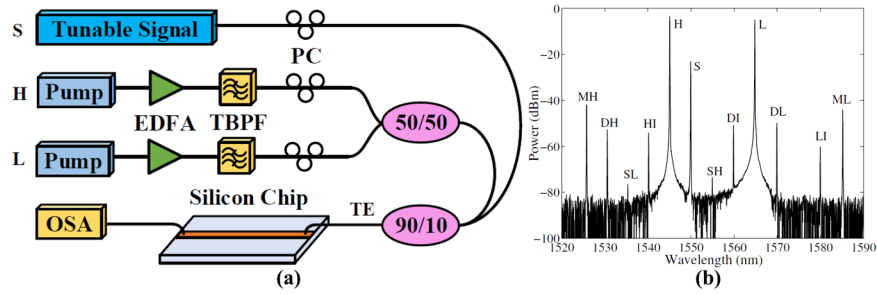 S Tunable Signal
PC
H Pump
EDFA TBPF
50/50
L Pump
Silicon Chip
OSA
TE
90/10
(a)
Power (dBm)
0
−20
−40
−60
−80
−100
H
L
S
MH
DH
SL
HI
SH
DI
DL
LI
ML
1520 1530 1540 1550 1560 1570 1580 1590
Wavelength (nm)
(b)